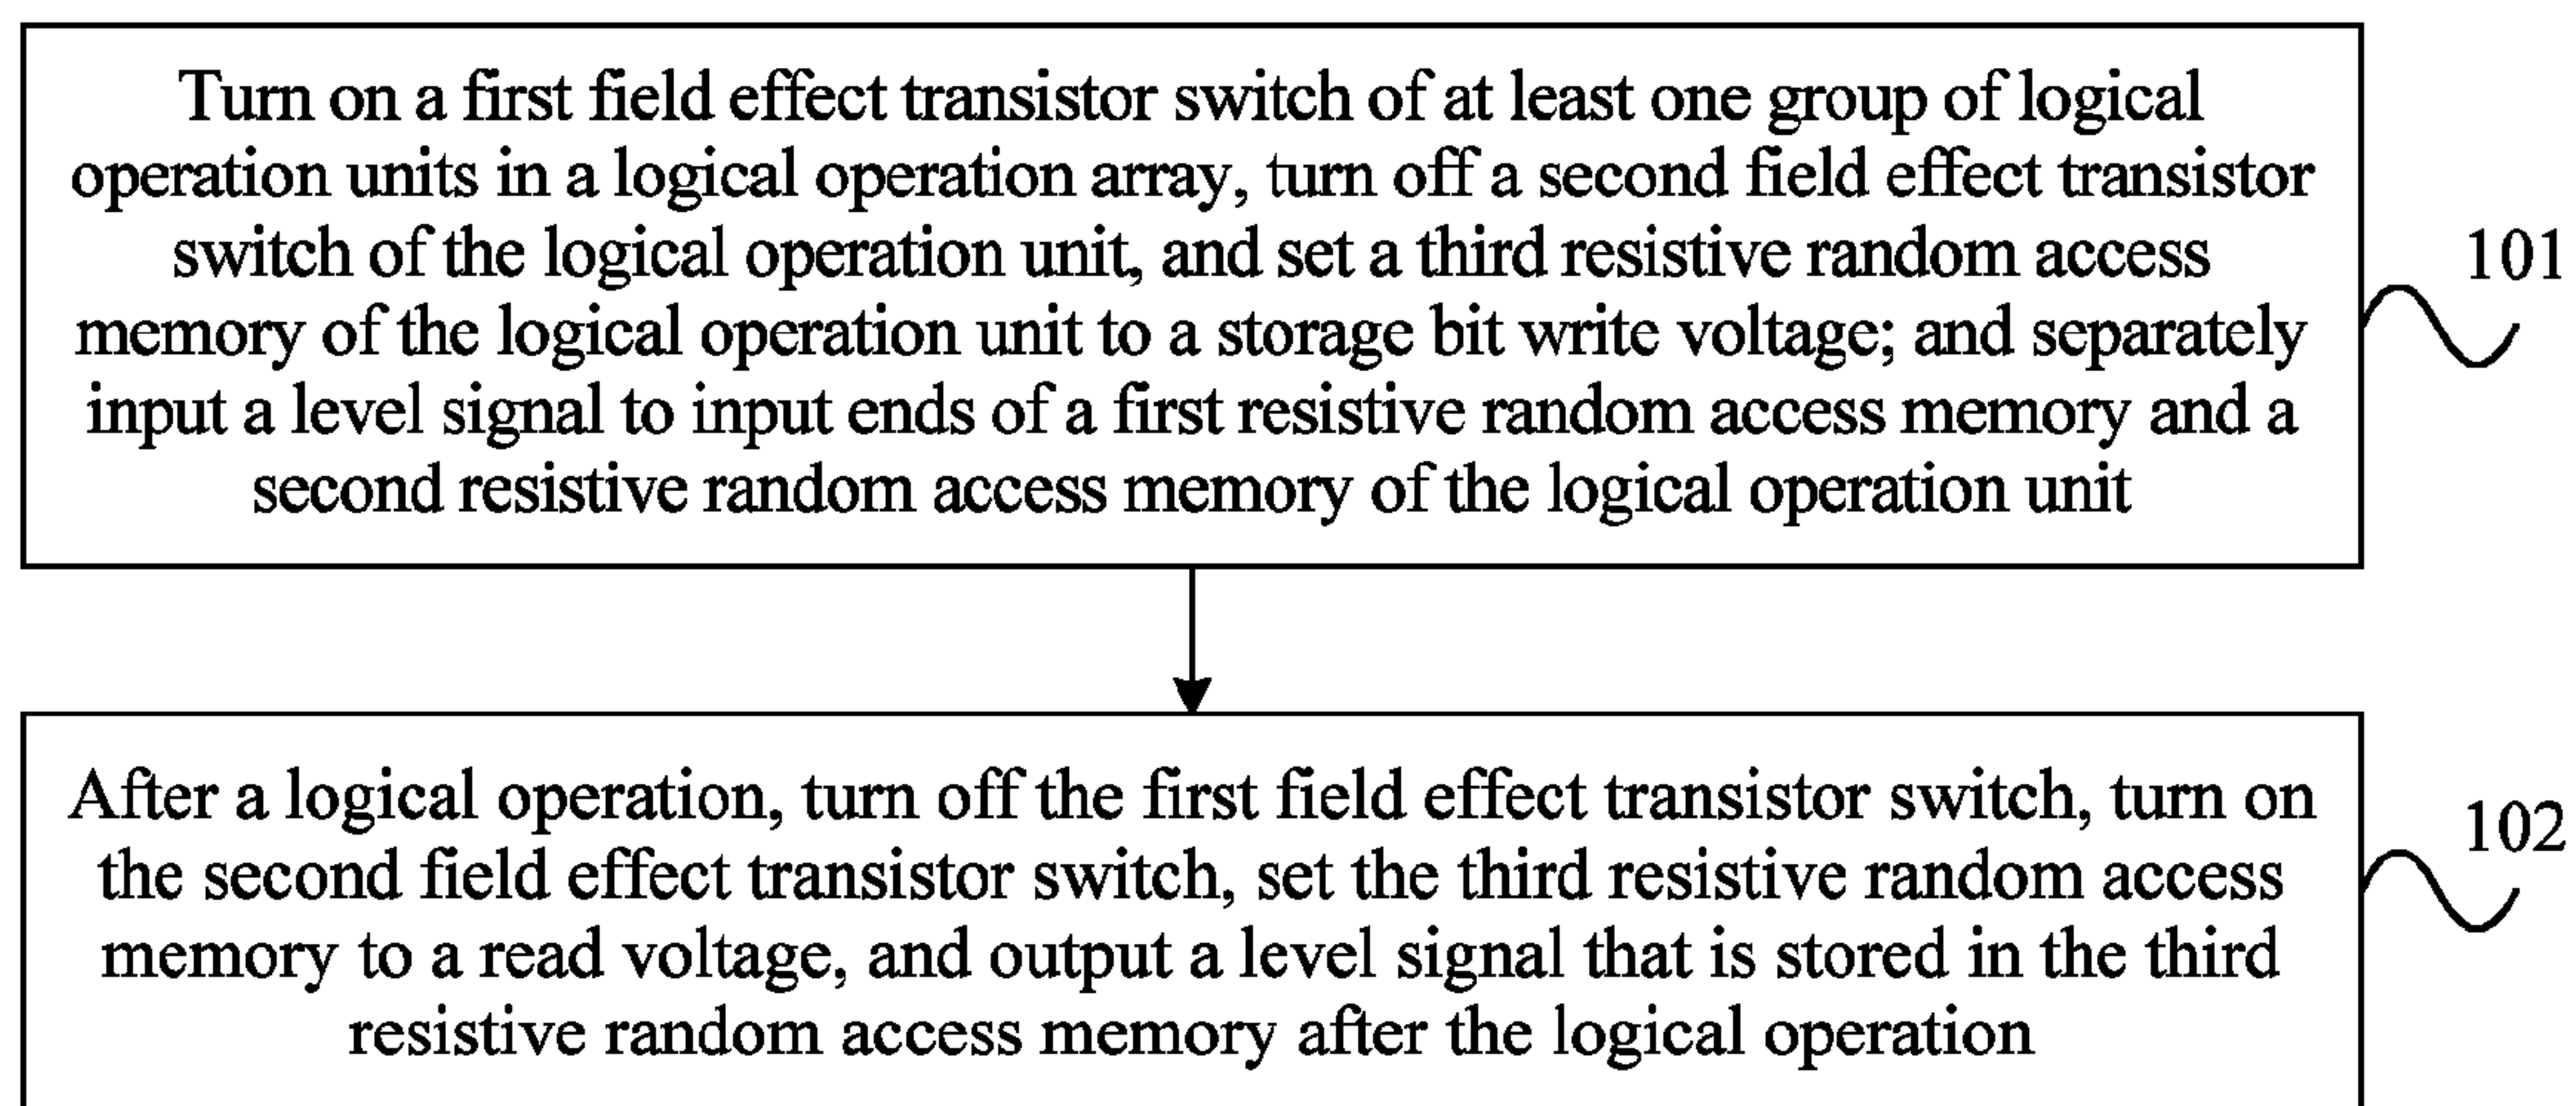 Turn on a first field effect transistor switch of at least one group of logical
operation units in a logical operation array, turn off a second field effect transistor
switch of the logical operation unit, and set a third resistive random access
memory of the logical operation unit to a storage bit write voltage; and separately
input a level signal to input ends of a first resistive random access memory and a
second resistive random access memory of the logical operation unit
101
After a logical operation, turn off the first field effect transistor switch, turn on
the second field effect transistor switch, set the third resistive random access
memory to a read voltage, and output a level signal that is stored in the third
resistive random access memory after the logical operation
102